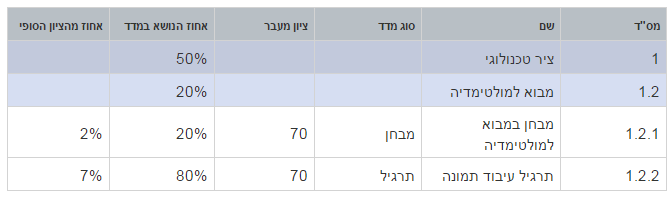 מס"ד שם סוג מדד ציון מעבר אחוז הנושא במדד אחוז מהציון הסופי
1 ציר טכנולוגי 50%
1.2 מבוא למולטימדיה 20%
1.2.1 מבחן במבוא למולטימדיה מבחן 70 20% 2%
1.2.2 תרגיל עיבוד תמונה תרגיל 70 80% 7%